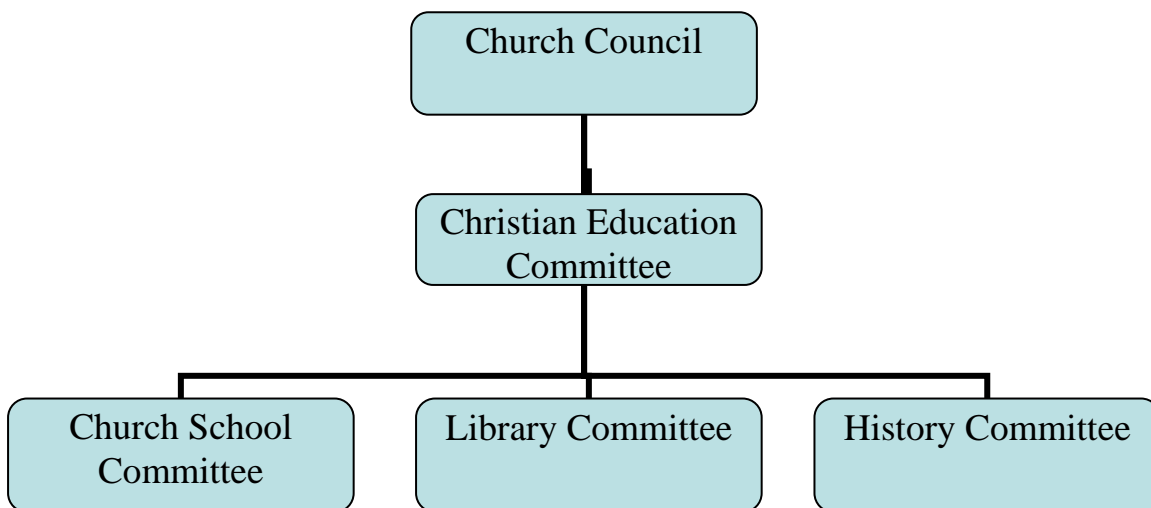 Church Council
Christian Education
Committee
Church School
Committee
Library Committee
History Committee